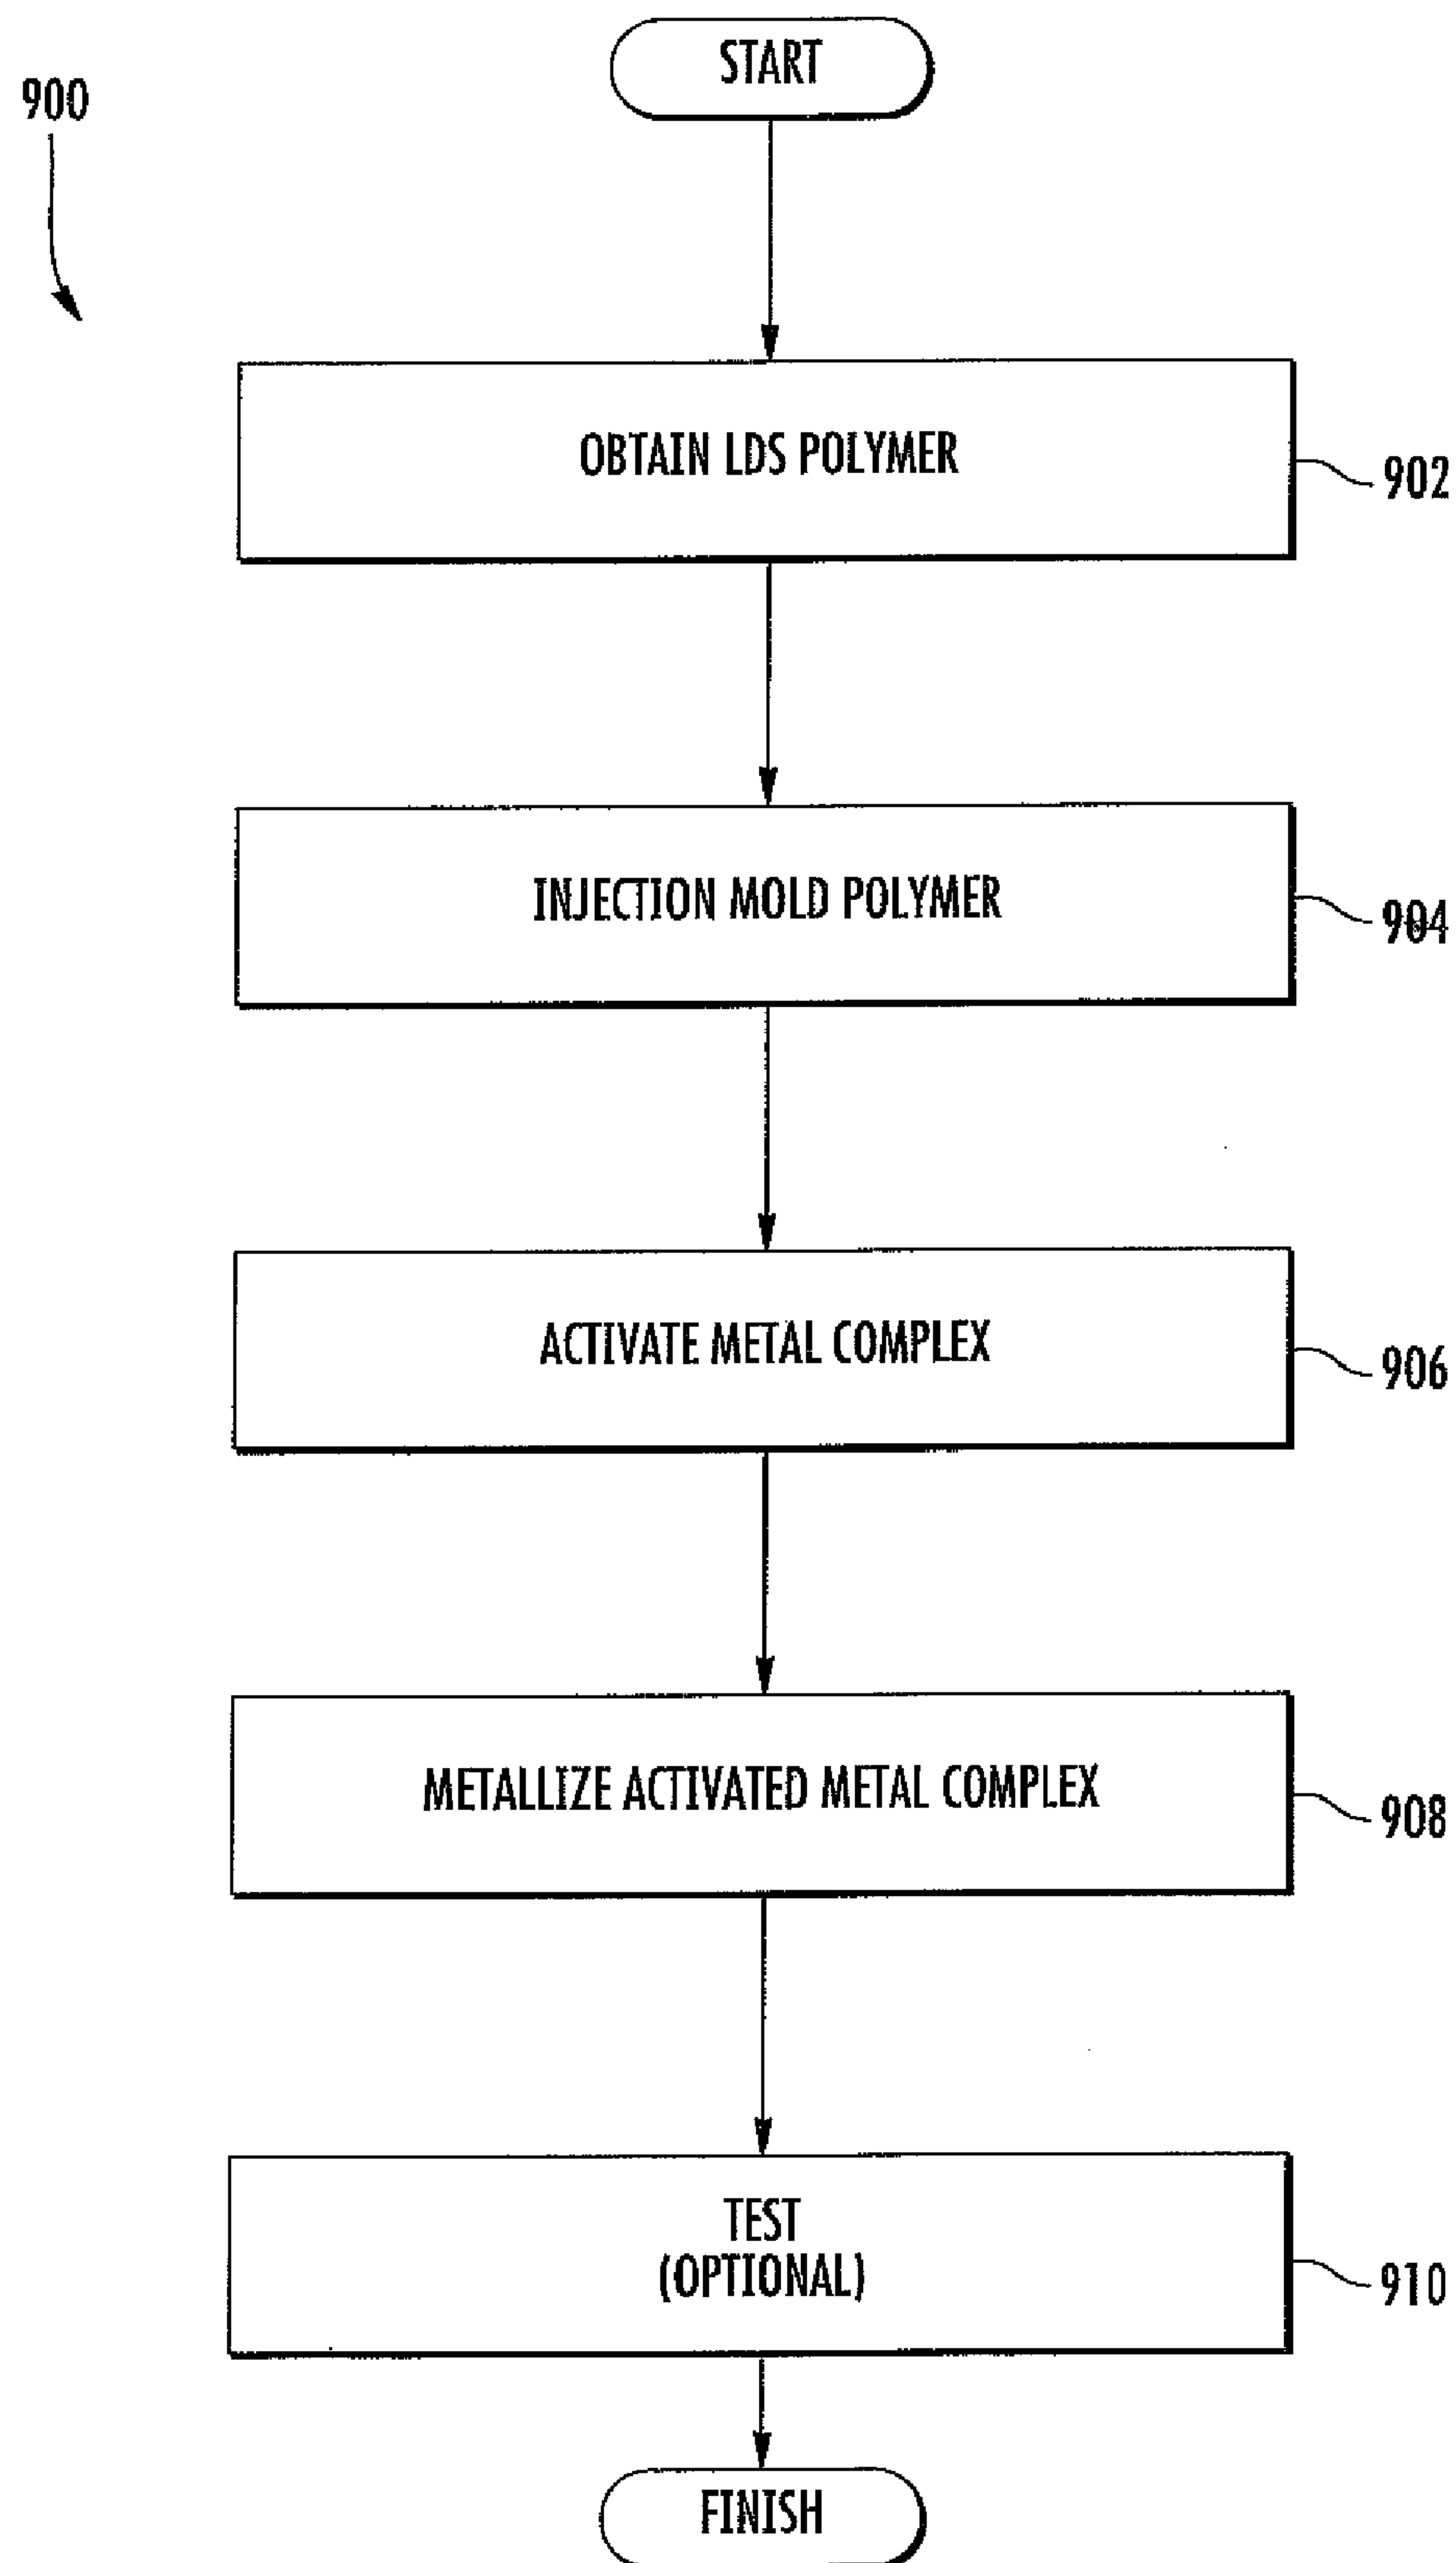 START
900
OBTAIN LDS POLYMER
902
INJECTION MOLD POLYMER
904
ACTIVATE METAL COMPLEX
906
METALLIZE ACTIVATED METAL COMPLEX
908
TEST
(OPTIONAL)
910
FINISH